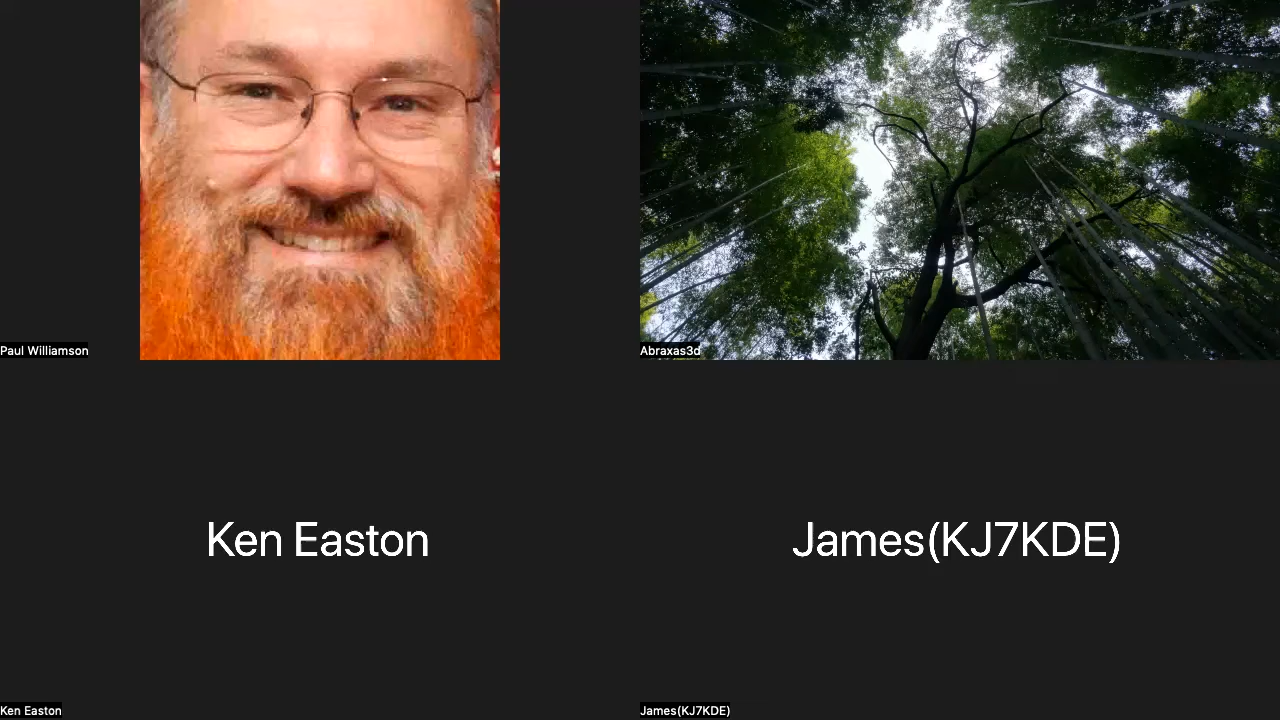 Paul Williamson
Abraxas3d
Ken Easton
James(KJ7KDE)
Ken Easton
James(KJ7KDE)